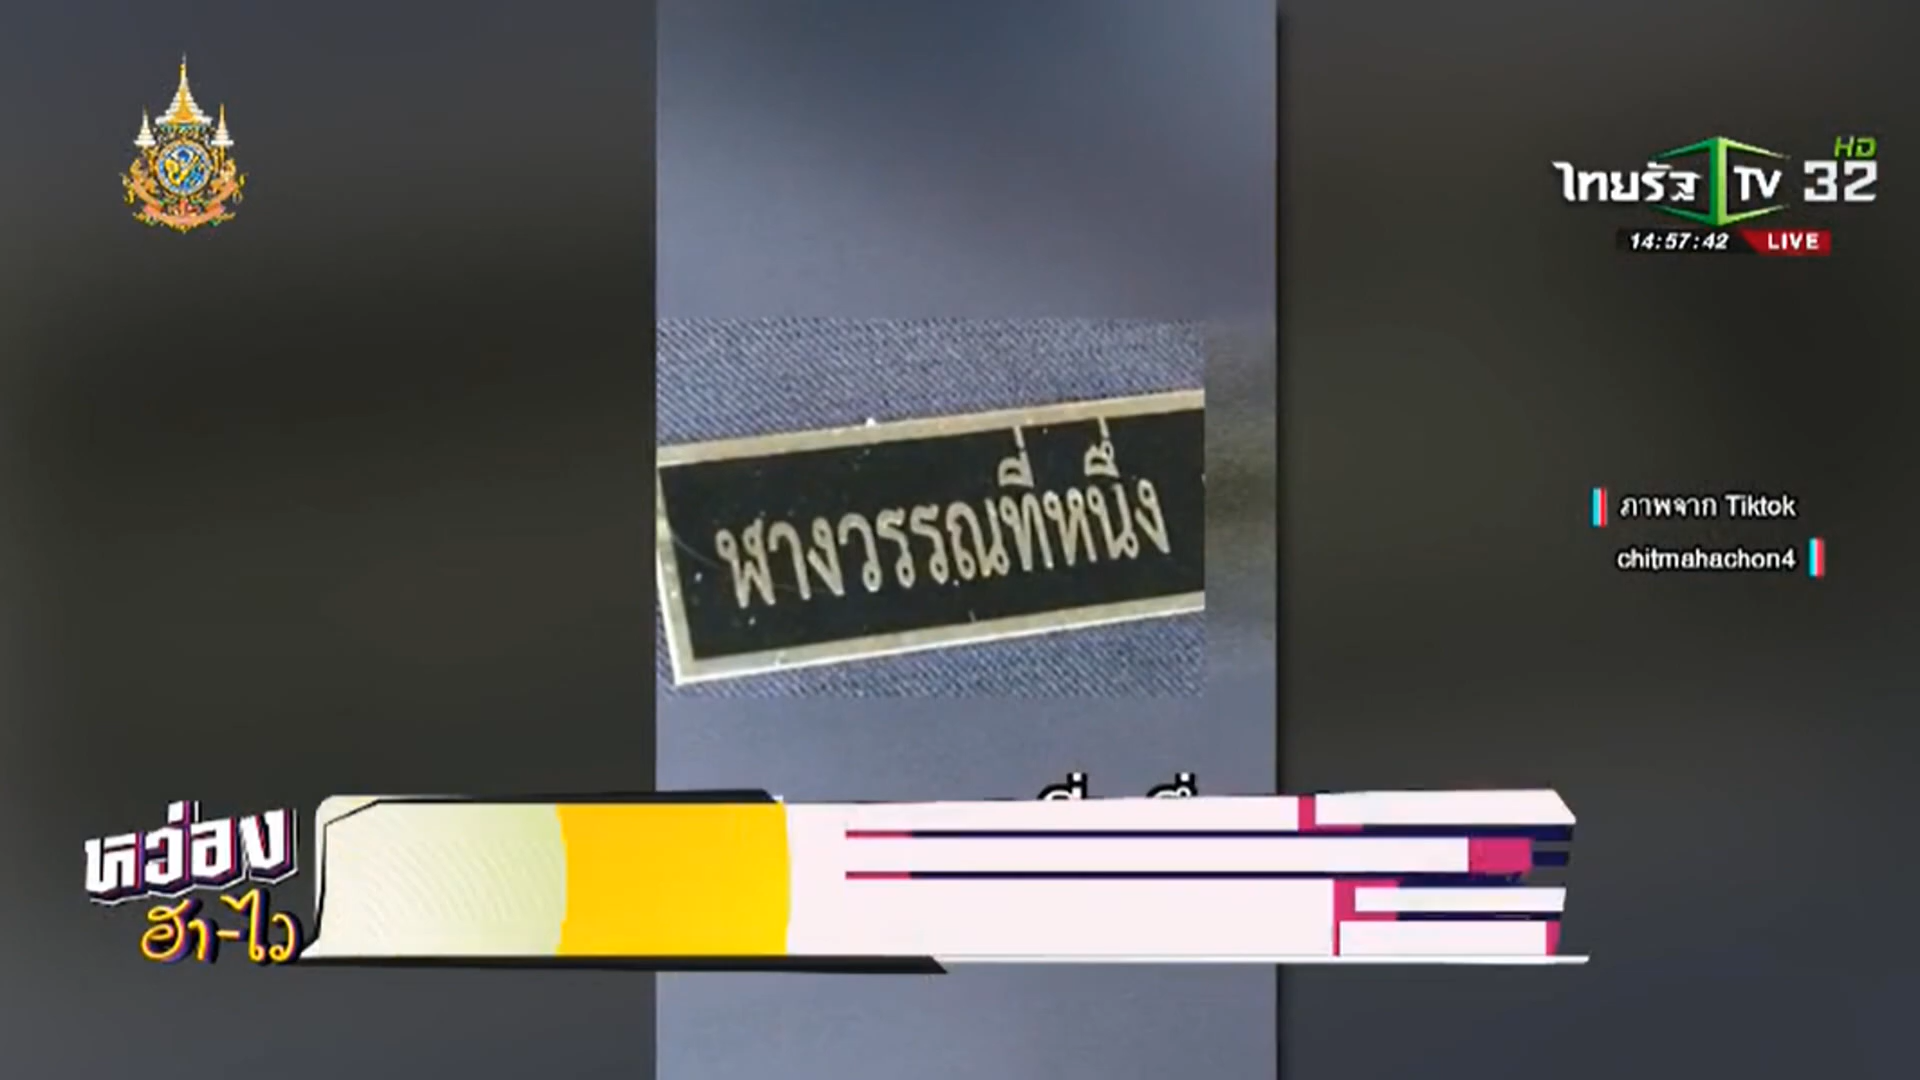 ไทยรัฐ TV 32 HD
14:57:42 LIVE
ฬางวรรณที่หนึ่ง
ภาพจาก Tiktok
chitmahachon4
หว่อง
ฮา-ไว